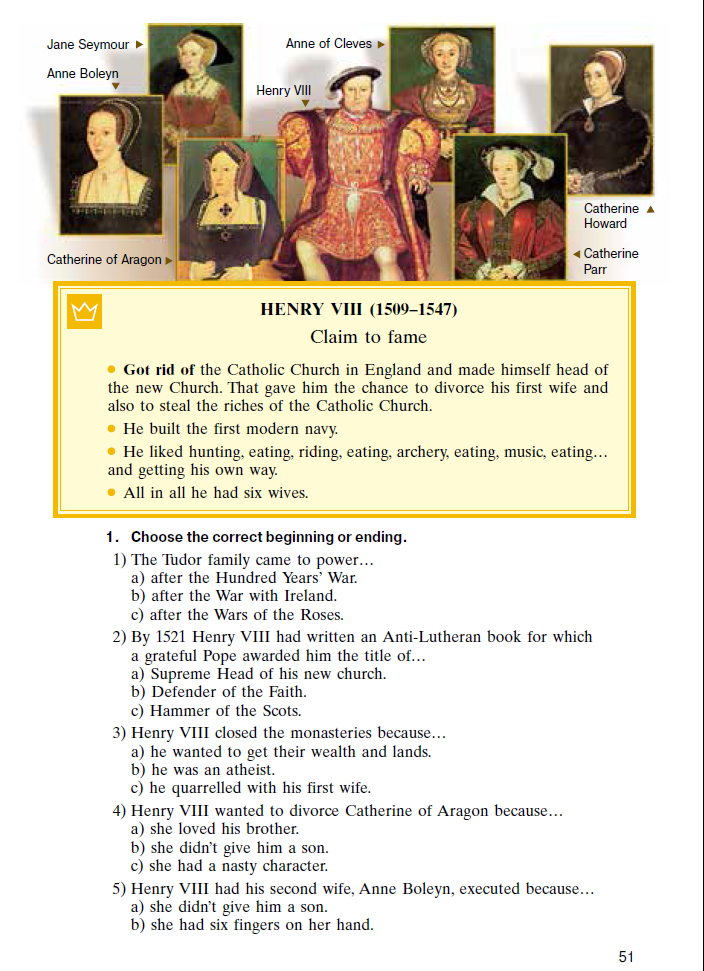 Jane Seymour ▶
Anne of Cleves ▶
Anne Boleyn
▼
Henry VIII
▼
Catherine ▲
Howard
Catherine of Aragon ▶
◀ Catherine
Parr
HENRY VIII (1509–1547)
Claim to fame
● Got rid of the Catholic Church in England and made himself head of
the new Church. That gave him the chance to divorce his first wife and
also to steal the riches of the Catholic Church.
● He built the first modern navy.
● He liked hunting, eating, riding, eating, archery, eating, music, eating…
and getting his own way.
● All in all he had six wives.
1. Choose the correct beginning or ending.
1) The Tudor family came to power…
a) after the Hundred Years’ War.
b) after the War with Ireland.
c) after the Wars of the Roses.
2) By 1521 Henry VIII had written an Anti-Lutheran book for which
a grateful Pope awarded him the title of…
a) Supreme Head of his new church.
b) Defender of the Faith.
c) Hammer of the Scots.
3) Henry VIII closed the monasteries because…
a) he wanted to get their wealth and lands.
b) he was an atheist.
c) he quarrelled with his first wife.
4) Henry VIII wanted to divorce Catherine of Aragon because…
a) she loved his brother.
b) she didn’t give him a son.
c) she had a nasty character.
5) Henry VIII had his second wife, Anne Boleyn, executed because…
a) she didn’t give him a son.
b) she had six fingers on her hand.
51